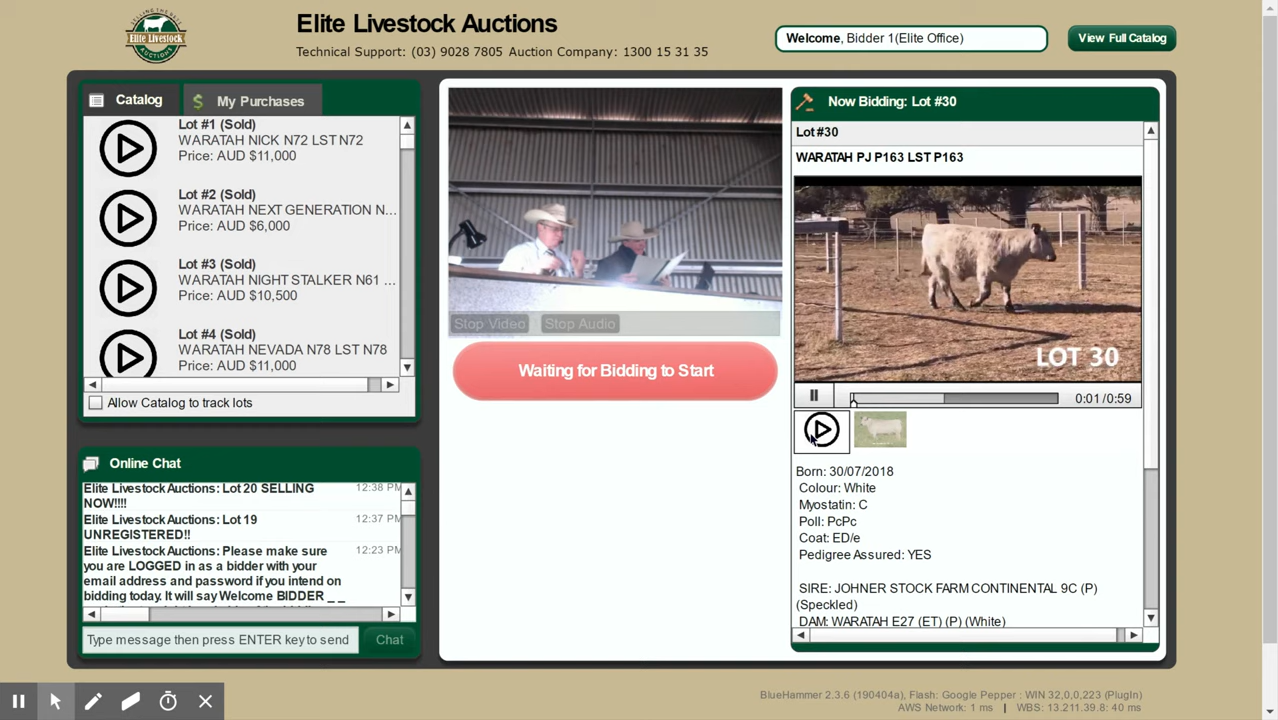 SELLING THE BEST
Elite Livestock
AUCTIONS
Elite Livestock Auctions
Technical Support: (03) 9028 7805 Auction Company: 1300 15 31 35
Welcome, Bidder 1(Elite Office)
View Full Catalog
Catalog
My Purchases
Lot #1 (Sold)
WARATAH NICK N72 LST N72
Price: AUD $11,000
Lot #2 (Sold)
WARATAH NEXT GENERATION N...
Price: AUD $6,000
Lot #3 (Sold)
WARATAH NIGHT STALKER N61 ...
Price: AUD $10,500
Lot #4 (Sold)
WARATAH NEVADA N78 LST N78
Price: AUD $11,000
Allow Catalog to track lots
Online Chat
Elite Livestock Auctions: Lot 20 SELLING 12:38 PM
NOW!!!!
Elite Livestock Auctions: Lot 19 12:37 PM
UNREGISTERED!!
Elite Livestock Auctions: Please make sure 12:23 PM
you are LOGGED in as a bidder with your
email address and password if you intend on
bidding today. It will say Welcome BIDDER _ _
Type message then press ENTER key to send
Chat
Stop Video
Stop Audio
Waiting for Bidding to Start
Now Bidding: Lot #30
Lot #30
WARATAH PJ P163 LST P163
LOT 30
0:01 / 0:59
Born: 30/07/2018
Colour: White
Myostatin: C
Poll: PcPc
Coat: ED/e
Pedigree Assured: YES
SIRE: JOHNER STOCK FARM CONTINENTAL 9C (P)
(Speckled)
DAM: WARATAH E27 (ET) (P) (White)
BlueHammer 2.3.6 (190404a), Flash: Google Pepper : WIN 32,0,0,223 (PlugIn)
AWS Network: 1 ms | WBS: 13.211.39.8: 40 ms